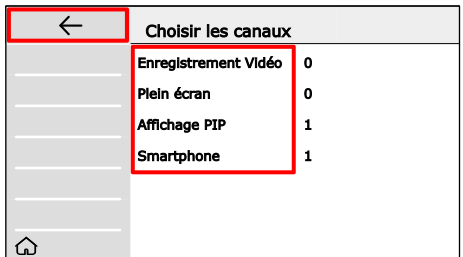 Choisir les canaux
Enregistrement Vidéo 0
Plein écran 0
Affichage PIP 1
Smartphone 1